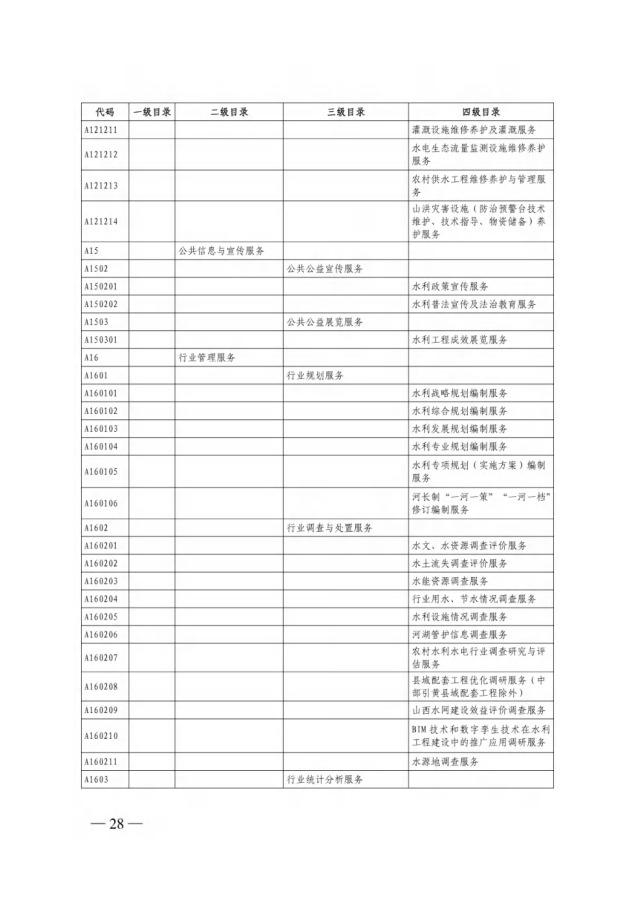 代码 一级目录 二级目录 三级目录 四级目录
A121211 灌溉设施维修养护及灌溉服务
A121212 水电生态流量监测设施维修养护
服务
A121213 农村供水工程维修养护与管理服
务
A121214 山洪灾害设施（防治预警台技术
维护、技术指导、物资储备）养
护服务
A15 公共信息与宣传服务
A1502 公共公益宣传服务
A150201 水利政策宣传服务
A150202 水利普法宣传及法治教育服务
A1503 公共公益展览服务
A150301 水利工程成效展览服务
A16 行业管理服务
A1601 行业规划服务
A160101 水利战略规划编制服务
A160102 水利综合规划编制服务
A160103 水利发展规划编制服务
A160104 水利专业规划编制服务
A160105 水利专项规划（实施方案）编制
服务
A160106 河长制“一河一策”“一河一档”
修订编制服务
A1602 行业调查与处置服务
A160201 水文、水资源调查评价服务
A160202 水土流失调查评价服务
A160203 水能资源调查服务
A160204 行业用水、节水情况调查服务
A160205 水利设施情况调查服务
A160206 河湖管护信息调查服务
A160207 农村水利水电行业调查研究与评
估服务
A160208 县域配套工程优化调研服务（中
部引黄县域配套工程除外）
A160209 山西水网建设效益评价调查服务
A160210 BIM 技术和数字孪生技术在水利
工程建设中的推广应用调研服务
A160211 水源地调查服务
A1603 行业统计分析服务
— 28 —